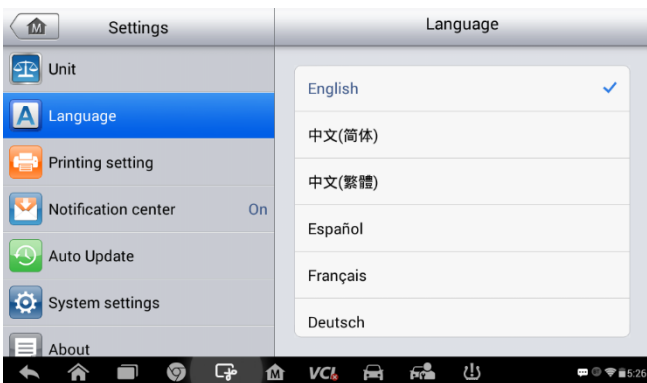 Settings
Unit
Language
Printing setting
Notification center On
Auto Update
System settings
About
Language
English
中文(简体)
中文(繁體)
Español
Français
Deutsch
M
A
M
VCI
5:26